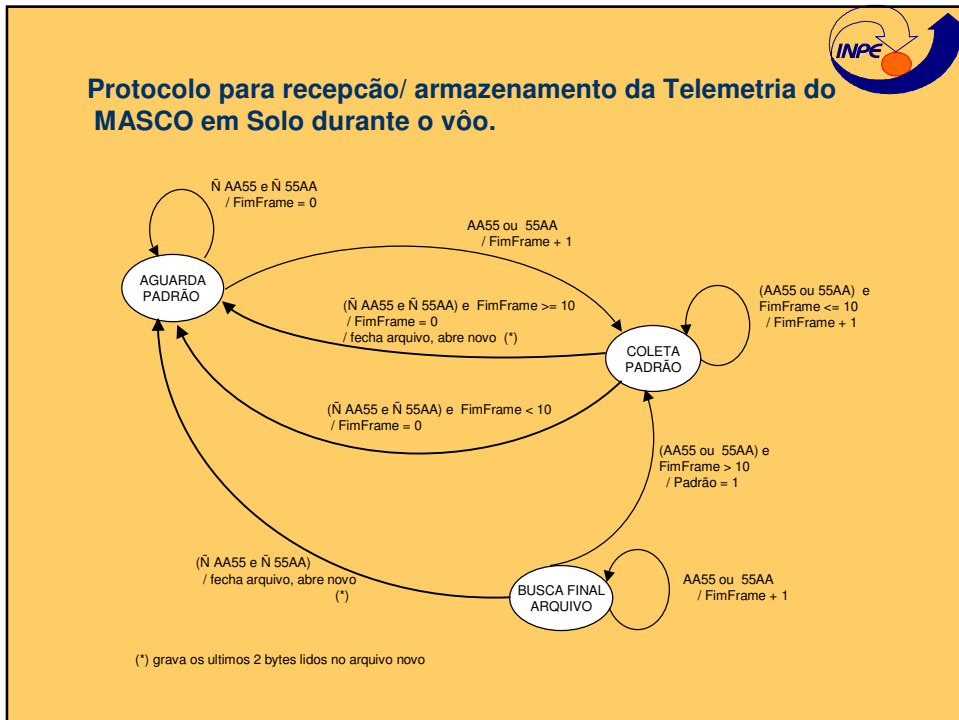 INPE
Protocolo para recepcão/ armazenamento da Telemetria do
MASCO em Solo durante o vôo.
Ñ AA55 e Ñ 55AA
/ FimFrame = 0
AA55 ou 55AA
/ FimFrame + 1
AGUARDA
PADRÃO
(Ñ AA55 e Ñ 55AA) e FimFrame >= 10
/ FimFrame = 0
/ fecha arquivo, abre novo (*)
(AA55 ou 55AA) e
FimFrame <= 10
/ FimFrame + 1
COLETA
PADRÃO
(Ñ AA55 e Ñ 55AA) e FimFrame < 10
/ FimFrame = 0
(AA55 ou 55AA) e
FimFrame > 10
/ Padrão = 1
(Ñ AA55 e Ñ 55AA)
/ fecha arquivo, abre novo
(*)
BUSCA FINAL
ARQUIVO
AA55 ou 55AA
/ FimFrame + 1
(*) grava os ultimos 2 bytes lidos no arquivo novo